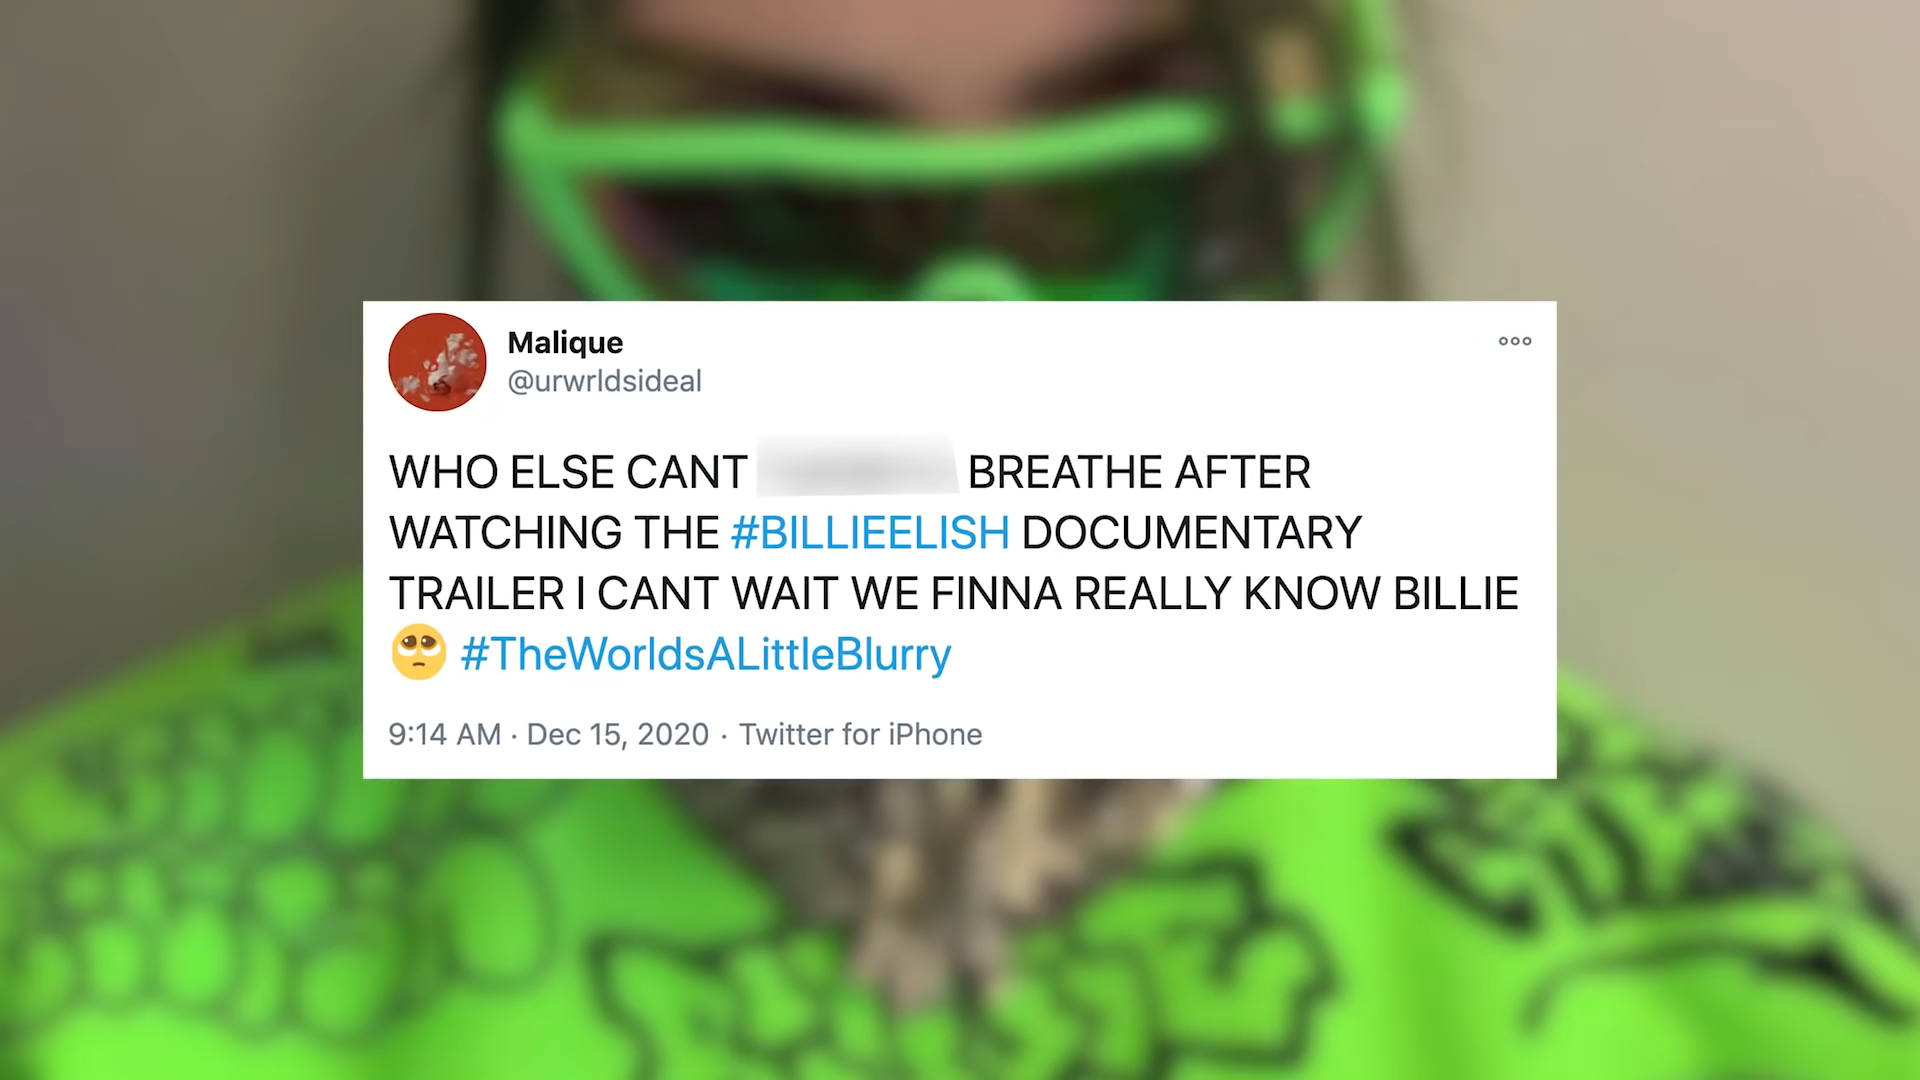 Malique
@urwrldsideal
WHO ELSE CANT BREATHE AFTER
WATCHING THE #BILLIEELISH DOCUMENTARY
TRAILER I CANT WAIT WE FINNA REALLY KNOW BILLIE
🥺 #TheWorldsALittleBlurry
9:14 AM · Dec 15, 2020 · Twitter for iPhone